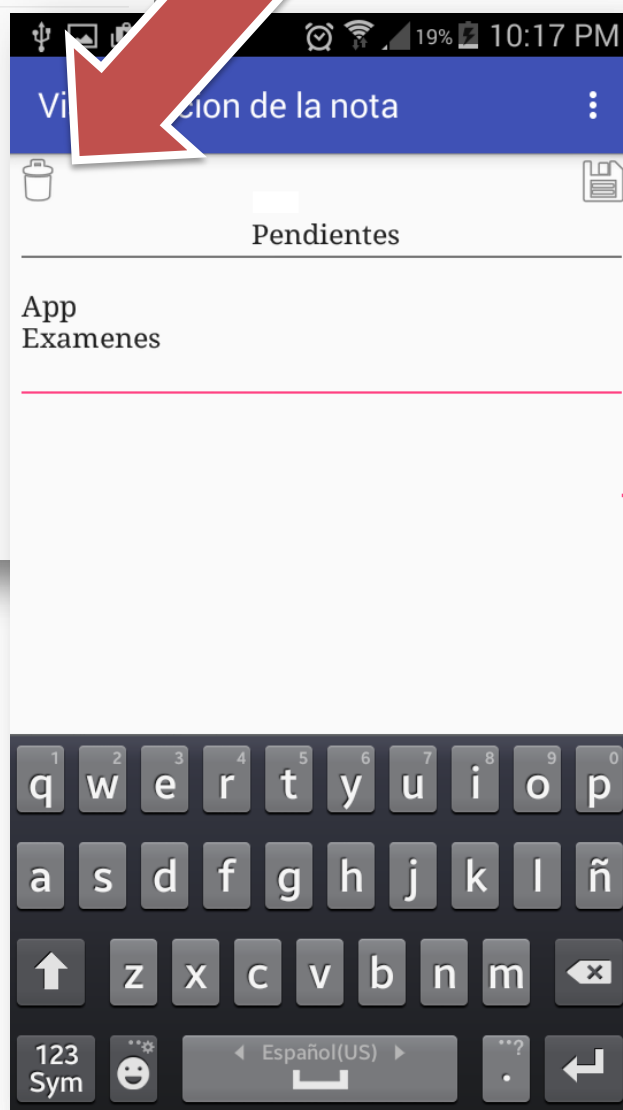 19% 10:17 PM
cion de la nota
Pendientes
App
Examenes
1 2 3 4 5 6 7 8 9 0
q w e r t y u i o p
a s d f g h j k l ñ
z x c v b n m
123 Español(US) ?
Sym .